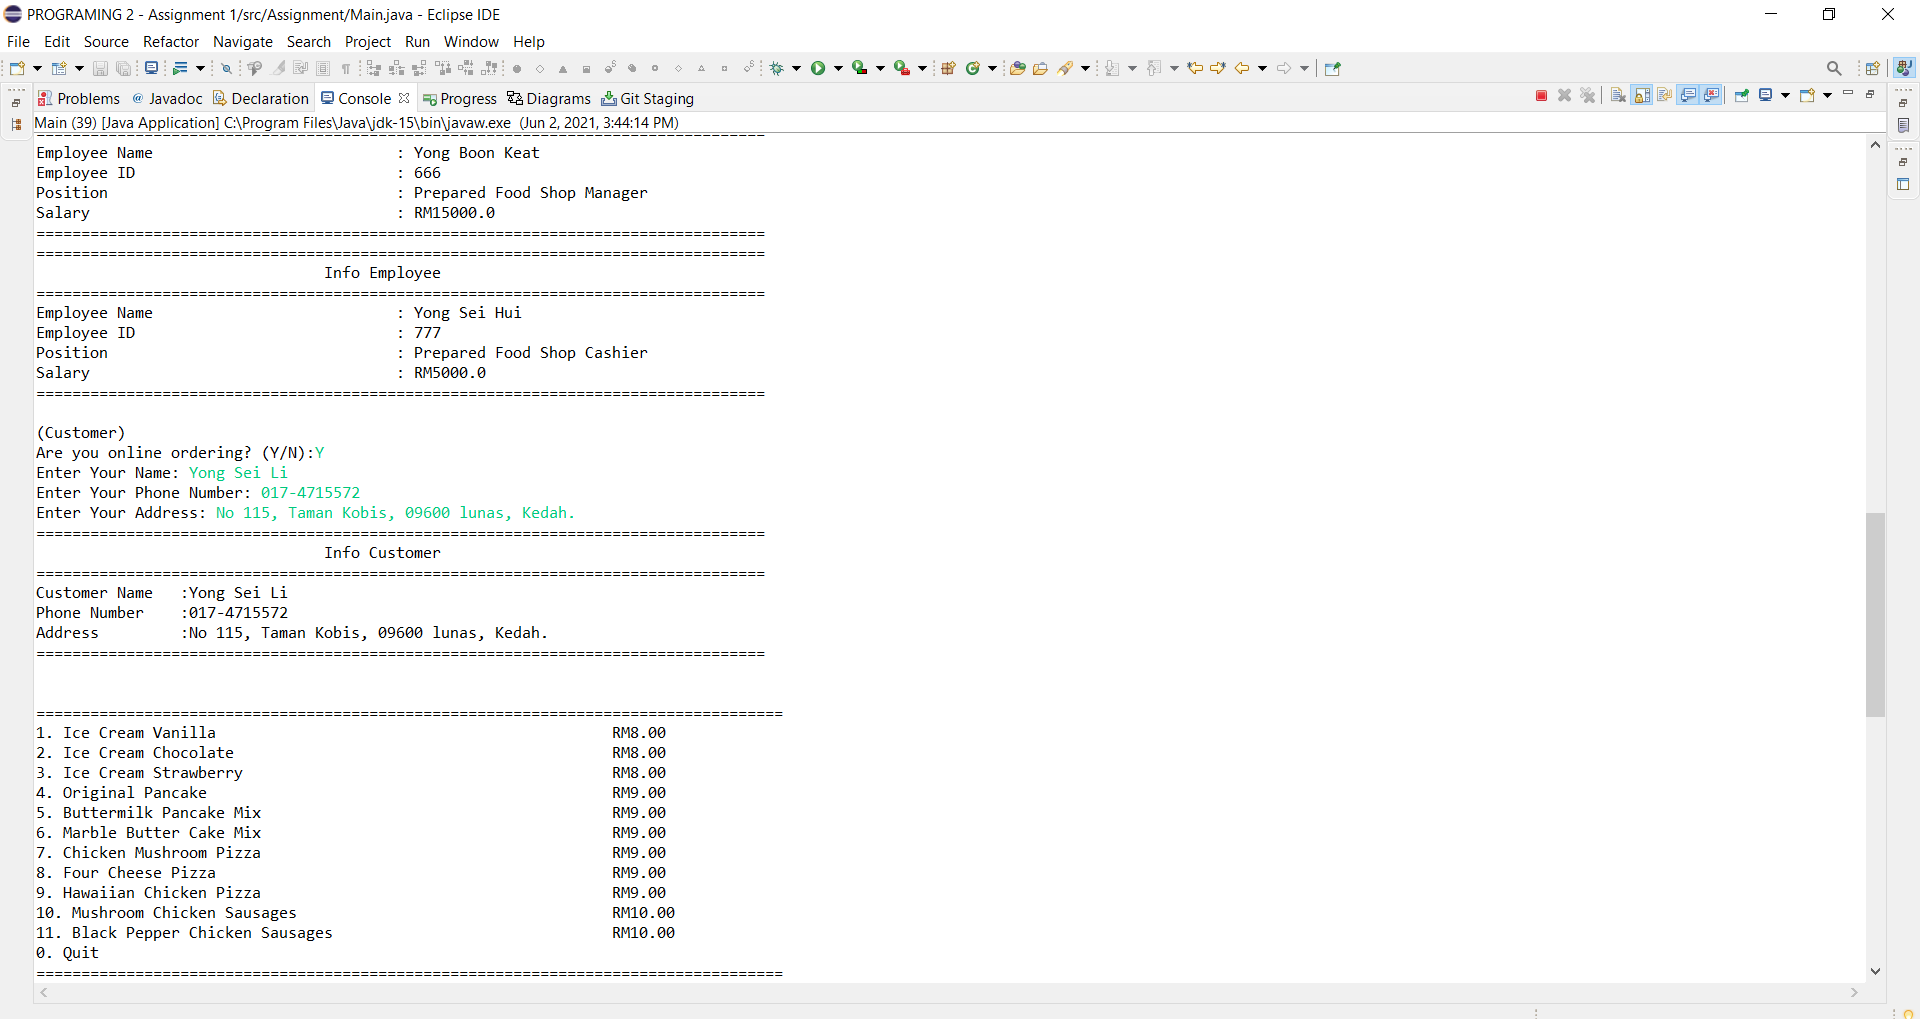 PROGRAMING 2 - Assignment 1/src/Assignment/Main.java - Eclipse IDE
File Edit Source Refactor Navigate Search Project Run Window Help
Problems @ Javadoc Declaration Console Progress Diagrams Git Staging
Main (39) [Java Application] C:\Program Files\Java\jdk-15\bin\javaw.exe (Jun 2, 2021, 3:44:14 PM)
=================================================================================
Employee Name : Yong Boon Keat
Employee ID : 666
Position : Prepared Food Shop Manager
Salary : RM15000.0
=================================================================================
=================================================================================
Info Employee
=================================================================================
Employee Name : Yong Sei Hui
Employee ID : 777
Position : Prepared Food Shop Cashier
Salary : RM5000.0
=================================================================================
(Customer)
Are you online ordering? (Y/N):Y
Enter Your Name: Yong Sei Li
Enter Your Phone Number: 017-4715572
Enter Your Address: No 115, Taman Kobis, 09600 lunas, Kedah.
=================================================================================
Info Customer
=================================================================================
Customer Name :Yong Sei Li
Phone Number :017-4715572
Address :No 115, Taman Kobis, 09600 lunas, Kedah.
=================================================================================
===================================================================================
1. Ice Cream Vanilla RM8.00
2. Ice Cream Chocolate RM8.00
3. Ice Cream Strawberry RM8.00
4. Original Pancake RM9.00
5. Buttermilk Pancake Mix RM9.00
6. Marble Butter Cake Mix RM9.00
7. Chicken Mushroom Pizza RM9.00
8. Four Cheese Pizza RM9.00
9. Hawaiian Chicken Pizza RM9.00
10. Mushroom Chicken Sausages RM10.00
11. Black Pepper Chicken Sausages RM10.00
0. Quit
===================================================================================